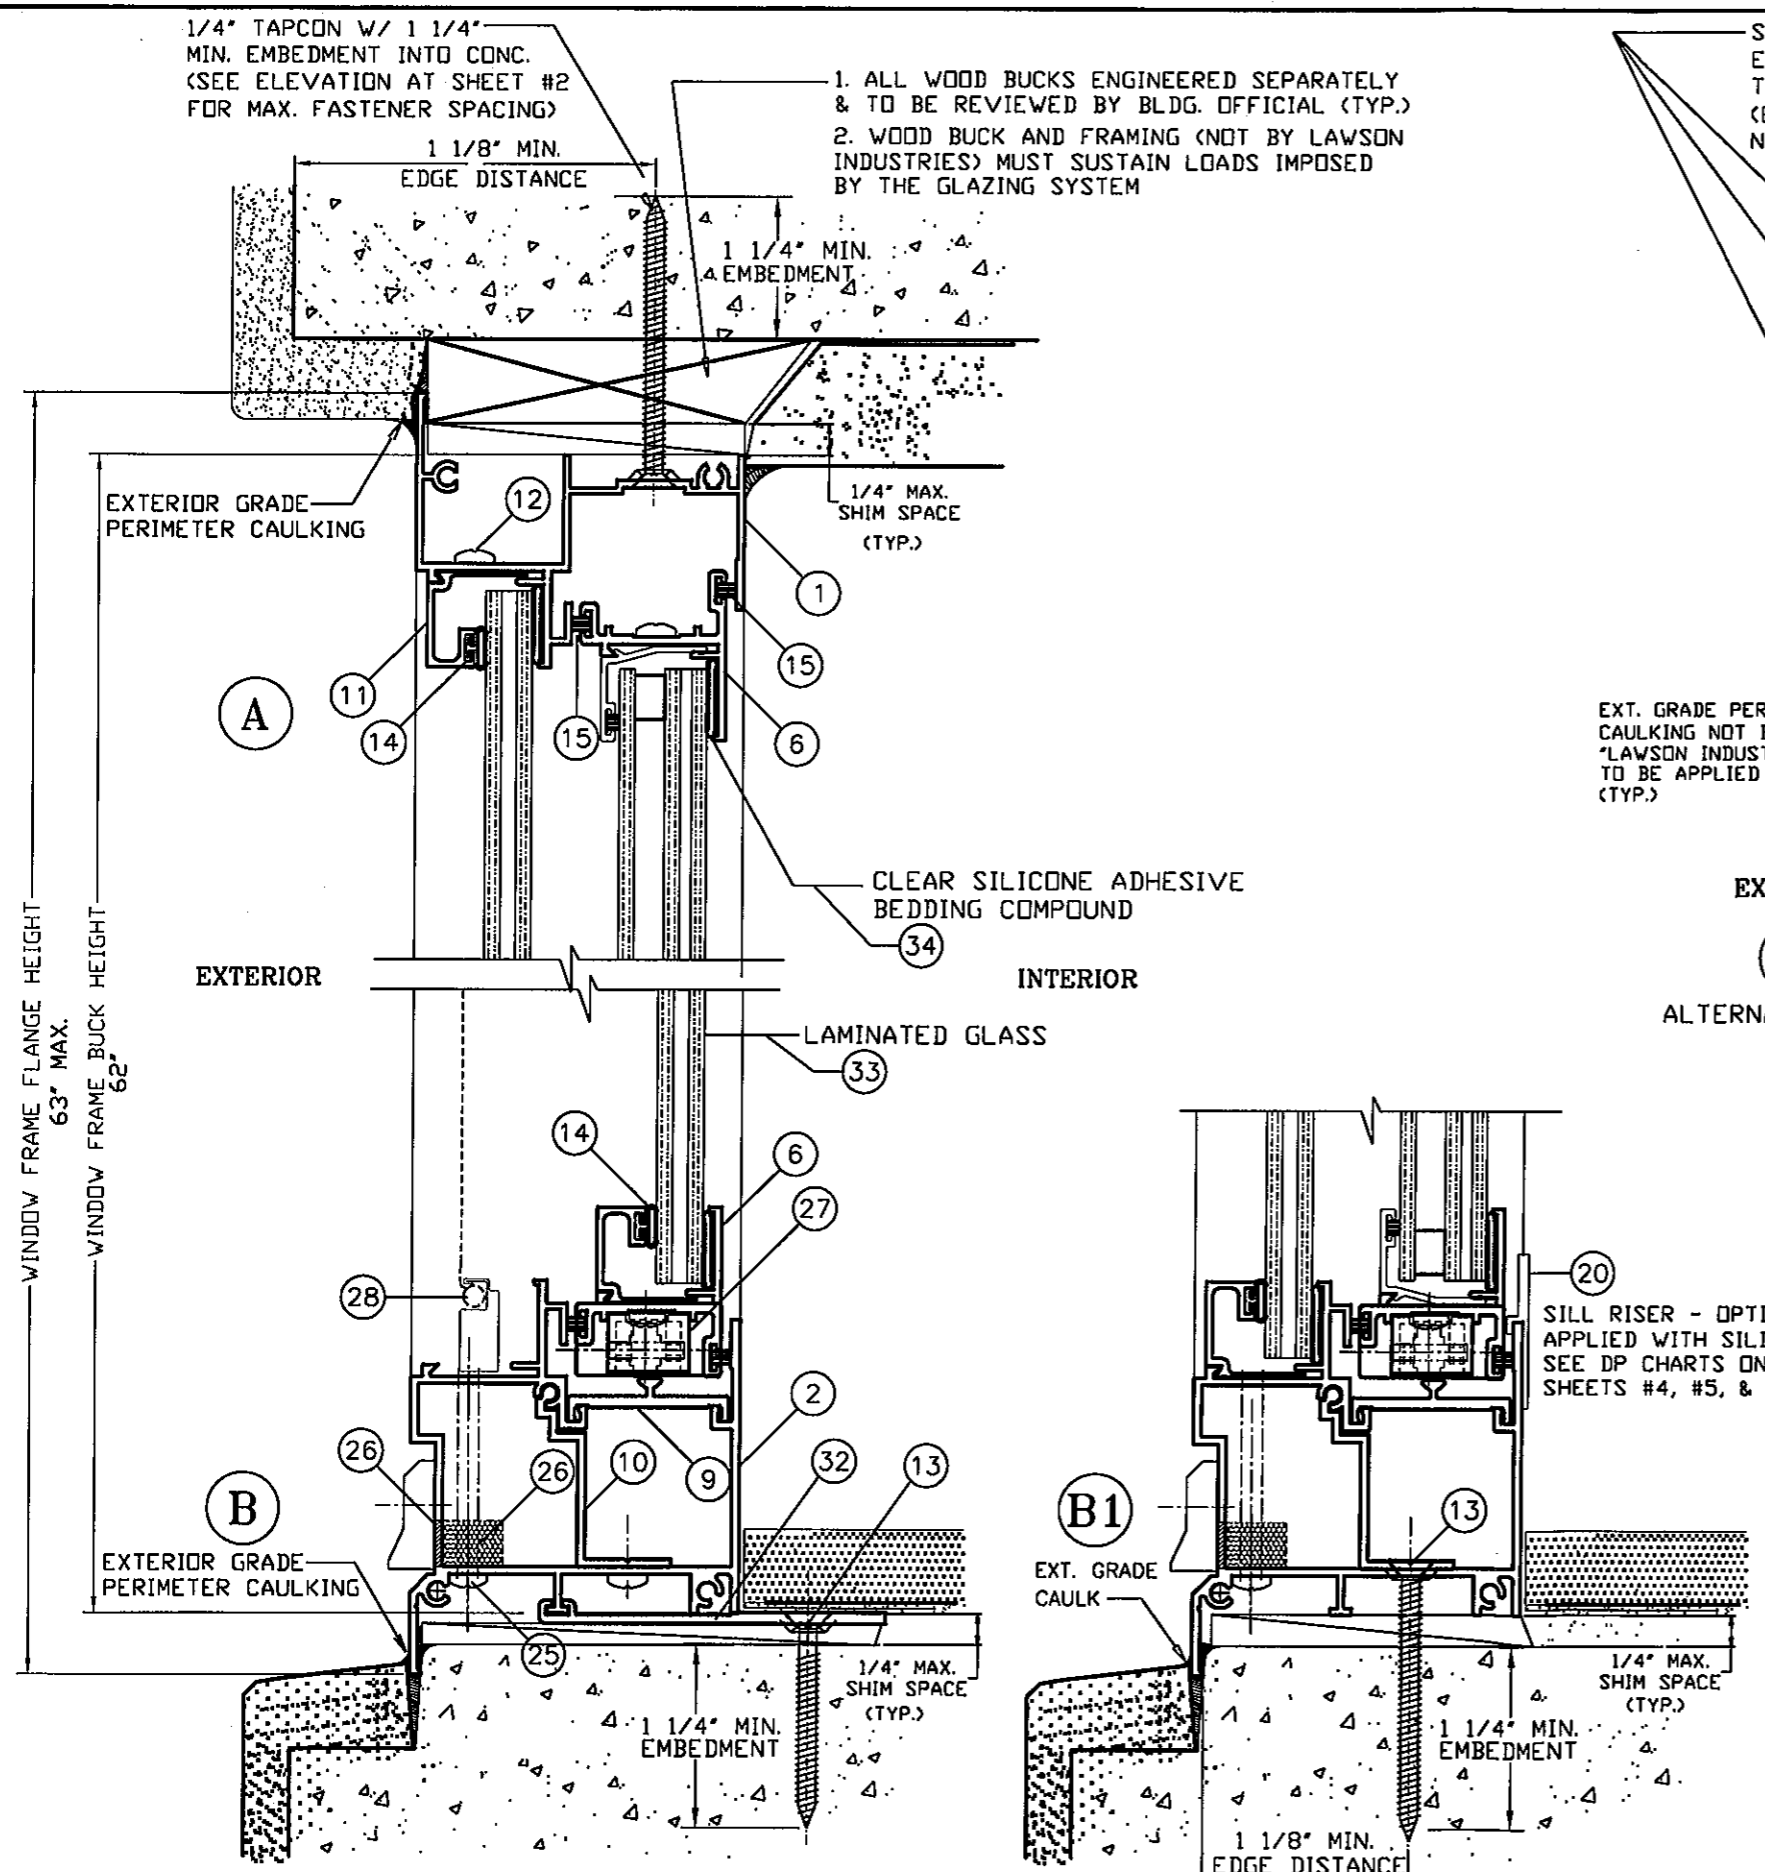 1/4" TAPCON W/ 1 1/4"
MIN. EMBEDMENT INTO CONC.
(SEE ELEVATION AT SHEET #2
FOR MAX. FASTENER SPACING)
1 1/8" MIN.
EDGE DISTANCE
1. ALL WOOD BUCKS ENGINEERED SEPARATELY
& TO BE REVIEWED BY BLDG. OFFICIAL (TYP.)
2. WOOD BUCK AND FRAMING (NOT BY LAWSON
INDUSTRIES) MUST SUSTAIN LOADS IMPOSED
BY THE GLAZING SYSTEM
1 1/4" MIN.
EMBEDMENT
EXTERIOR GRADE
PERIMETER CAULKING
12
1/4" MAX.
SHIM SPACE
(TYP.)
1
15
11
A
14
15
6
EXT. GRADE PER
CAULKING NOT
"LAWSON INDUST
TO BE APPLIED
(TYP.)
CLEAR SILICONE ADHESIVE
BEDDING COMPOUND
34
EX
EXTERIOR
INTERIOR
ALTERN
WINDOW FRAME FLANGE HEIGHT
63" MAX.
WINDOW FRAME BUCK HEIGHT
62"
LAMINATED GLASS
33
14
6
27
28
20
SILL RISER - OPTI
APPLIED WITH SILI
SEE DP CHARTS ON
SHEETS #4, #5, &
2
26
26
10
9
32
13
B
EXTERIOR GRADE
PERIMETER CAULKING
25
1/4" MAX.
SHIM SPACE
(TYP.)
1 1/4" MIN.
EMBEDMENT
B1
13
EXT. GRADE
CAULK
1/4" MAX.
SHIM SPACE
(TYP.)
1 1/4" MIN.
EMBEDMENT
1 1/8" MIN.
EDGE DISTANCE